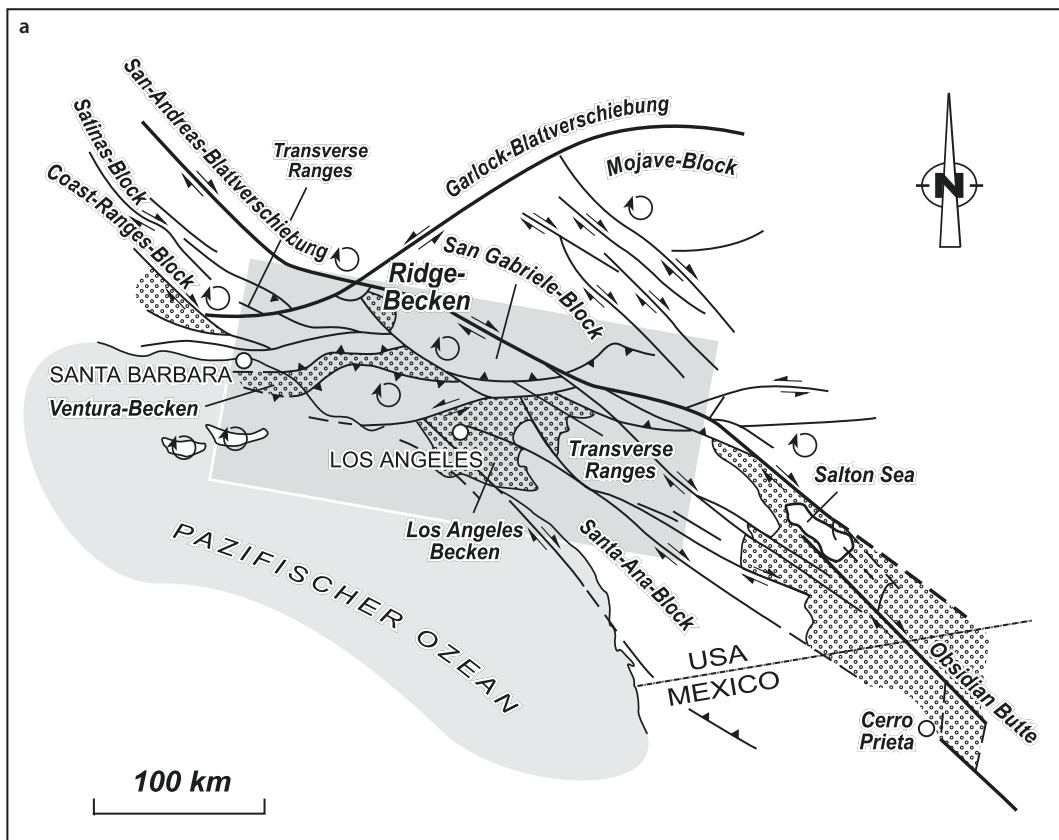 a
San-Andreas-Blattverschiebung
Satinas-Block
Coast-Ranges-Block
Transverse
Ranges
Garlock-Blattverschiebung
Mojave-Block
N
San Gabriele-Block
Ridge-
Becken
SANTA BARBARA
Ventura-Becken
LOS ANGELES
Transverse
Ranges
Salton Sea
Los Angeles
Becken
Santa-Ana-Block
PAZIFISCHER OZEAN
USA
MEXICO
Obsidian Butte
Cerro
Prieta
100 km